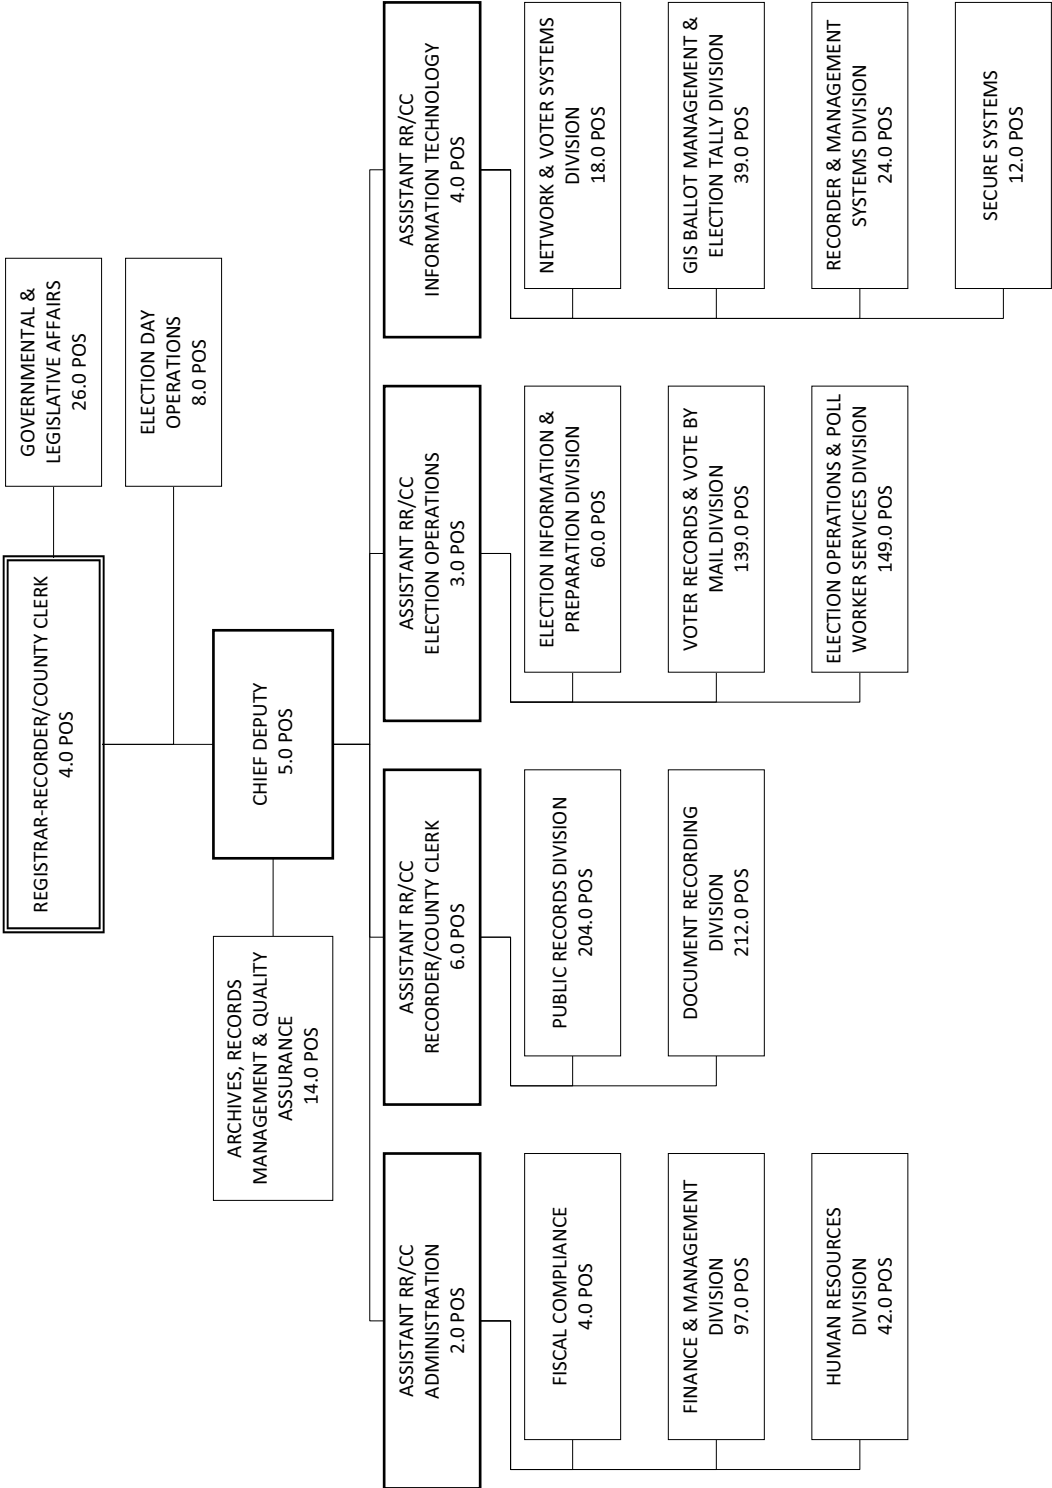 REGISTRAR-RECORDER/COUNTY CLERK
4.0 POS
GOVERNMENTAL &
LEGISLATIVE AFFAIRS
26.0 POS
ELECTION DAY
OPERATIONS
8.0 POS
CHIEF DEPUTY
5.0 POS
ARCHIVES, RECORDS
MANAGEMENT & QUALITY
ASSURANCE
14.0 POS
ASSISTANT RR/CC
ADMINISTRATION
2.0 POS
FISCAL COMPLIANCE
4.0 POS
FINANCE & MANAGEMENT
DIVISION
97.0 POS
HUMAN RESOURCES
DIVISION
42.0 POS
ASSISTANT RR/CC
RECORDER/COUNTY CLERK
6.0 POS
PUBLIC RECORDS DIVISION
204.0 POS
DOCUMENT RECORDING
DIVISION
212.0 POS
ASSISTANT RR/CC
ELECTION OPERATIONS
3.0 POS
ELECTION INFORMATION &
PREPARATION DIVISION
60.0 POS
VOTER RECORDS & VOTE BY
MAIL DIVISION
139.0 POS
ELECTION OPERATIONS & POLL
WORKER SERVICES DIVISION
149.0 POS
ASSISTANT RR/CC
INFORMATION TECHNOLOGY
4.0 POS
NETWORK & VOTER SYSTEMS
DIVISION
18.0 POS
GIS BALLOT MANAGEMENT &
ELECTION TALLY DIVISION
39.0 POS
RECORDER & MANAGEMENT
SYSTEMS DIVISION
24.0 POS
SECURE SYSTEMS
12.0 POS